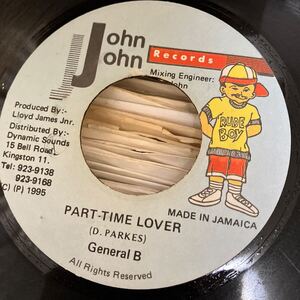 John
John
Records
Mixing Engineer:
John
Produced By:-
Lloyd James Jnr.
Distributed By:-
Dynamic Sounds
15 Bell Road
Kingston 11.
Tel: 923-9138
923-9168
(C) (P) 1995
RUDE
BOY
MADE IN JAMAICA
PART-TIME LOVER
(D. PARKES)
General B
All Rights Reserved